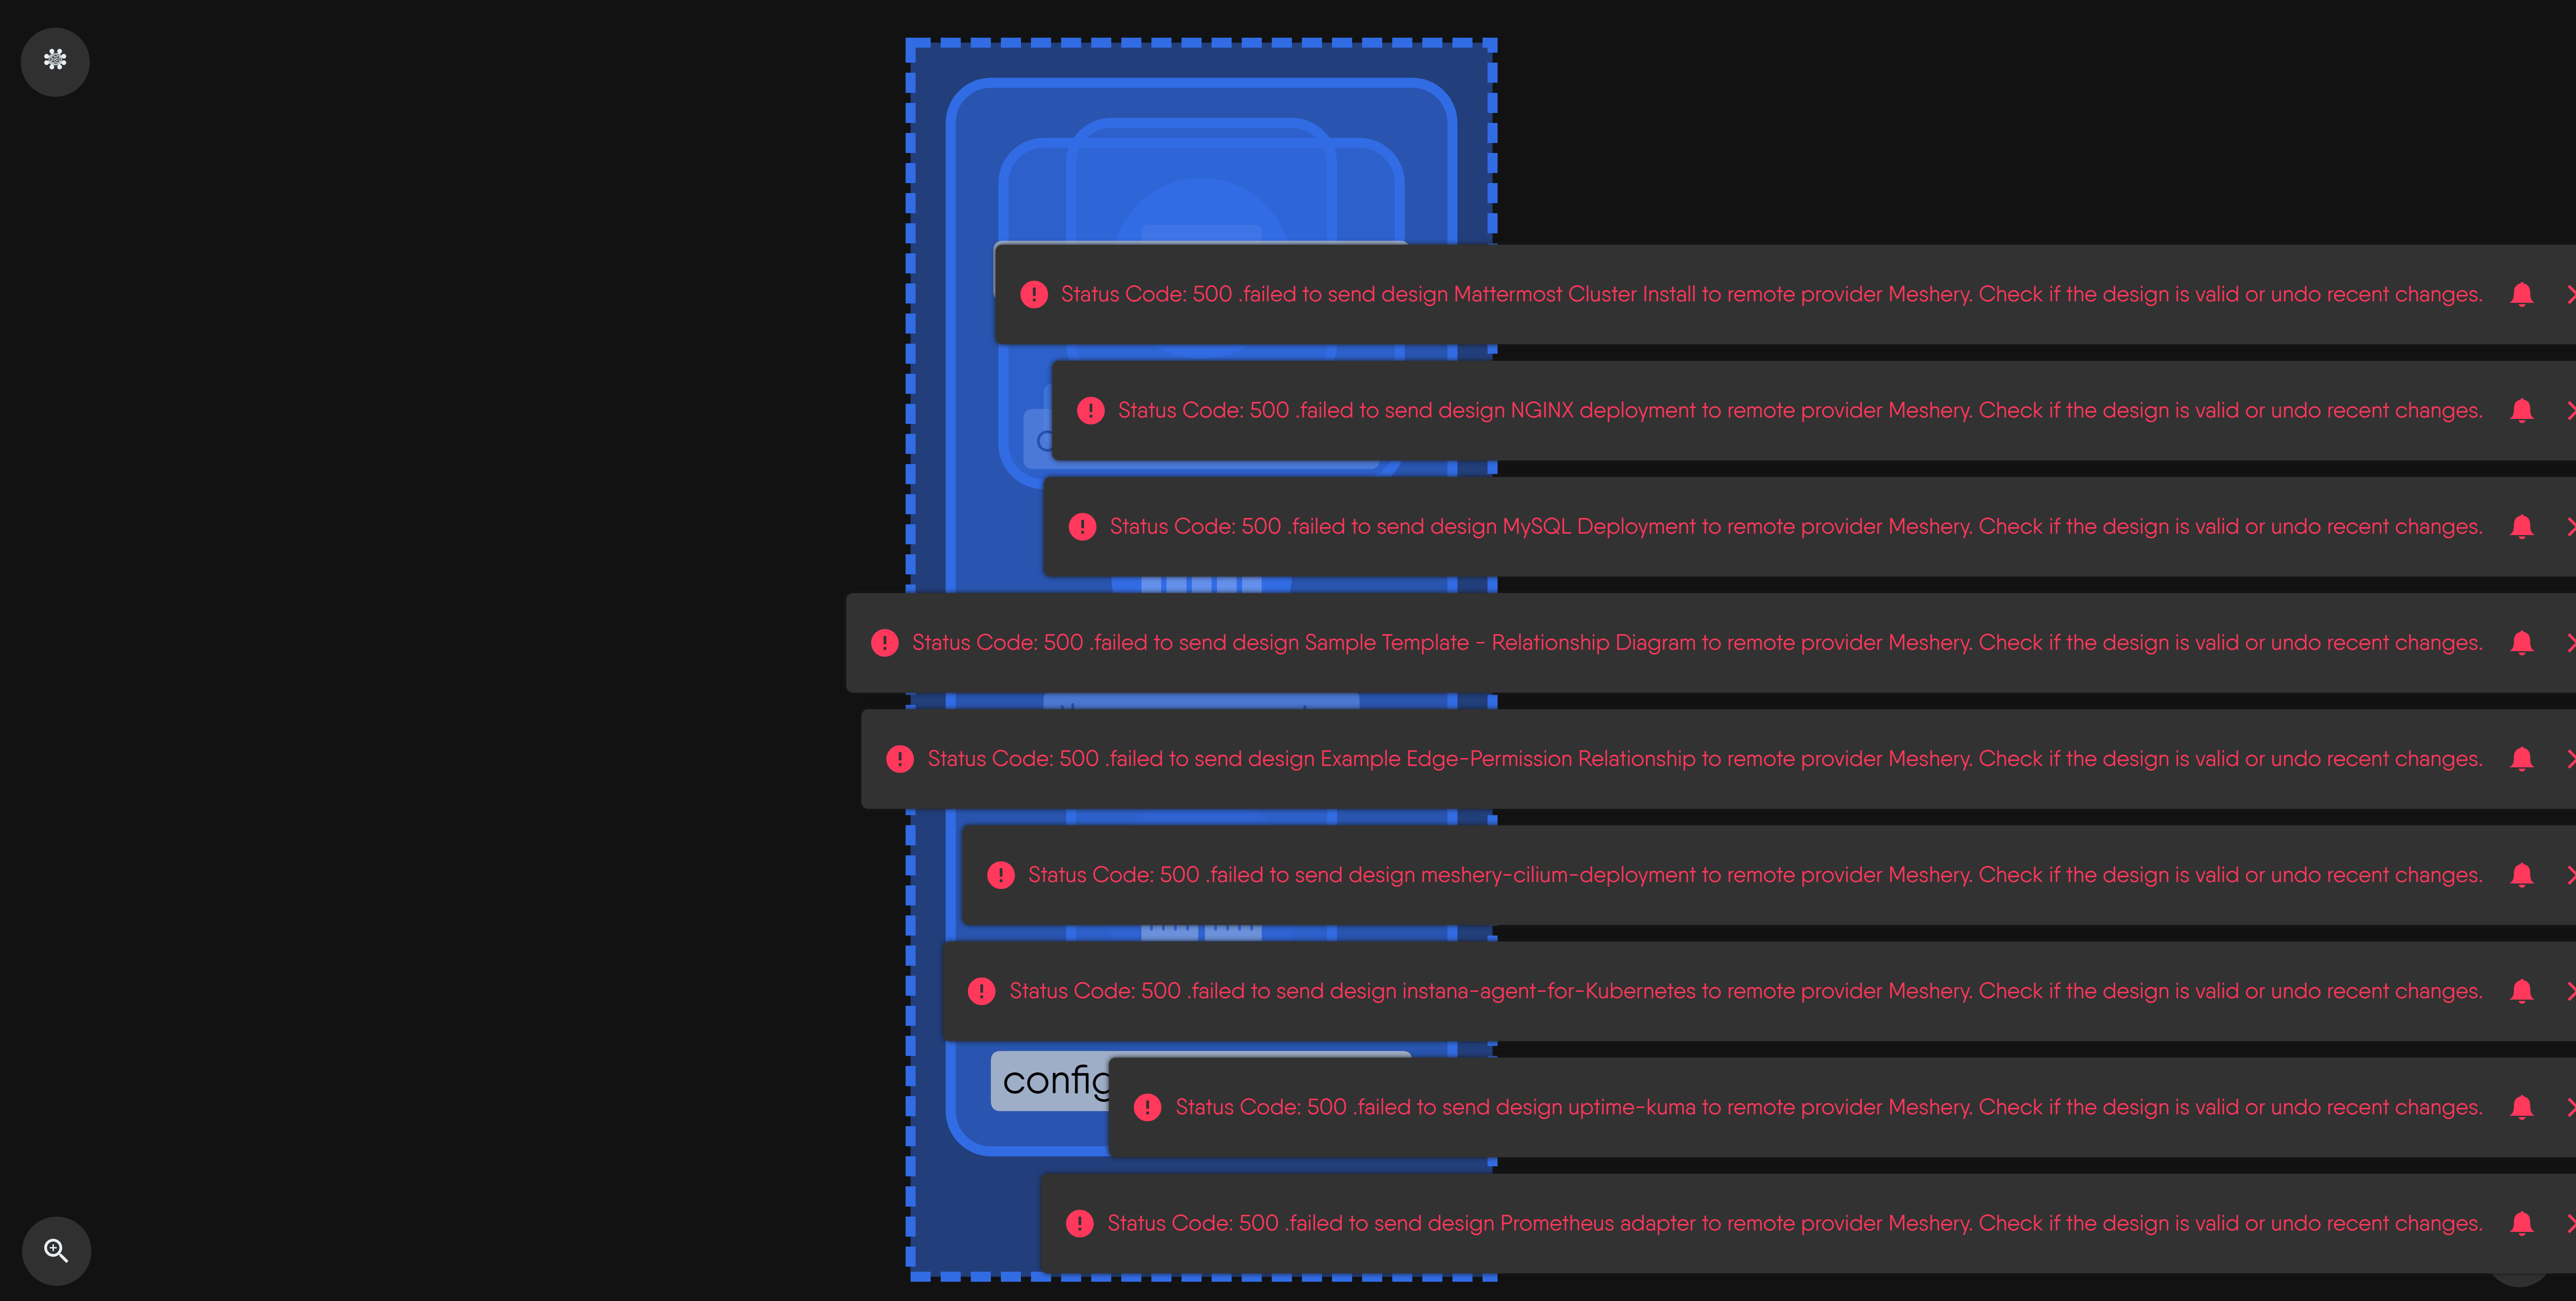 Status Code: 500 .failed to send design Mattermost Cluster Install to remote provider Meshery. Check if the design is valid or undo recent changes.
Status Code: 500 .failed to send design NGINX deployment to remote provider Meshery. Check if the design is valid or undo recent changes.
Status Code: 500 .failed to send design MySQL Deployment to remote provider Meshery. Check if the design is valid or undo recent changes.
Status Code: 500 .failed to send design Sample Template - Relationship Diagram to remote provider Meshery. Check if the design is valid or undo recent changes.
Status Code: 500 .failed to send design Example Edge-Permission Relationship to remote provider Meshery. Check if the design is valid or undo recent changes.
Status Code: 500 .failed to send design meshery-cilium-deployment to remote provider Meshery. Check if the design is valid or undo recent changes.
Status Code: 500 .failed to send design instana-agent-for-Kubernetes to remote provider Meshery. Check if the design is valid or undo recent changes.
config
Status Code: 500 .failed to send design uptime-kuma to remote provider Meshery. Check if the design is valid or undo recent changes.
Status Code: 500 .failed to send design Prometheus adapter to remote provider Meshery. Check if the design is valid or undo recent changes.